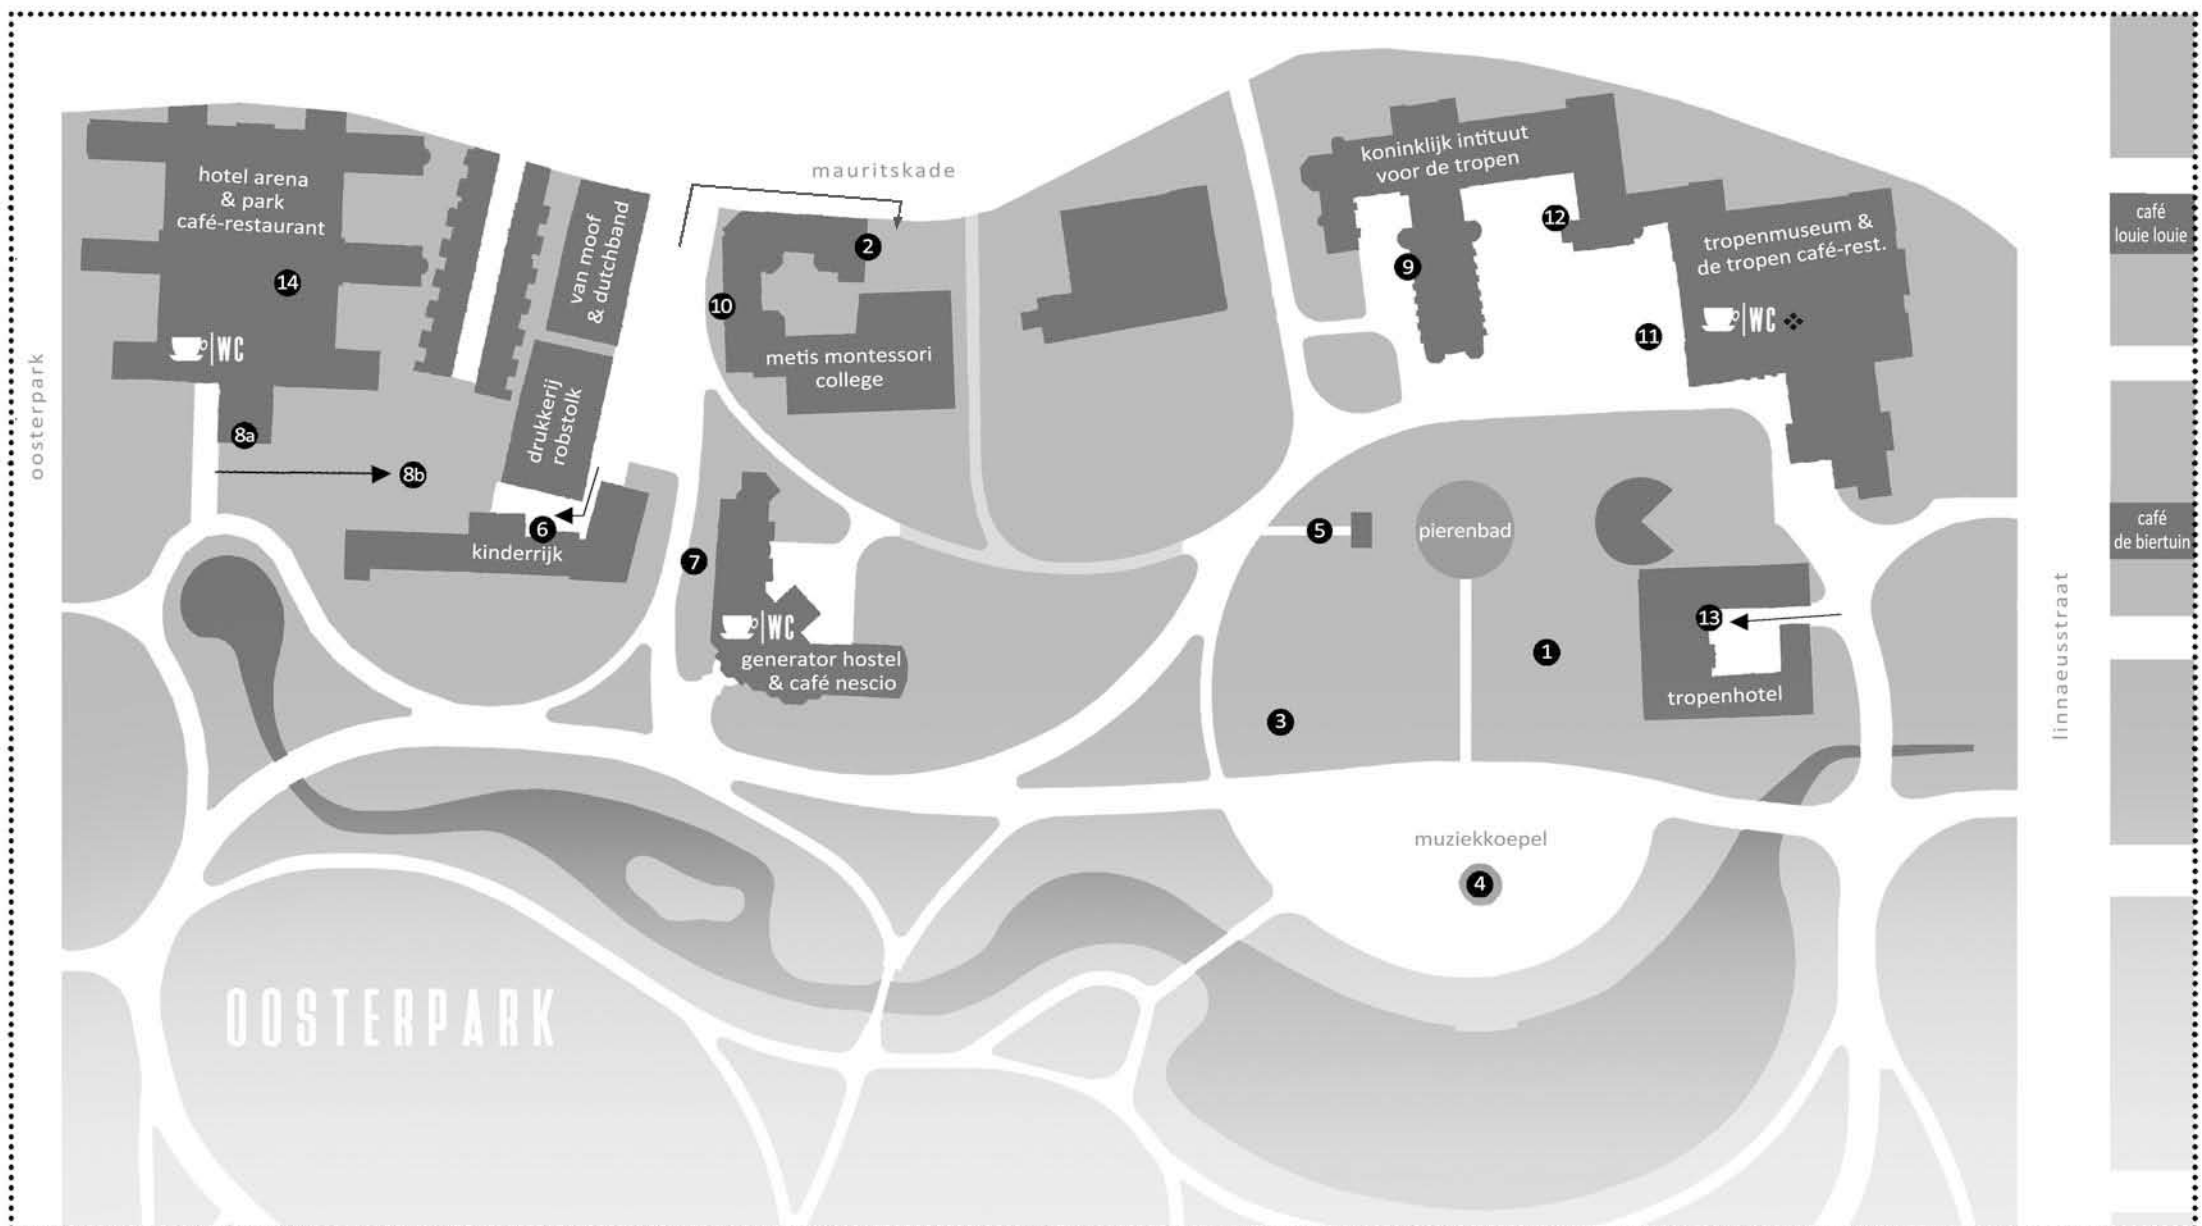 mauritskade
hotel arena
& park
café-restaurant
14
WC
8a
8b
oosterpark
van moof
& dutchband
drukkerij
robstolk
6
kinderrijk
2
10
metis montessori
college
7
WC
generator hostel
& café nescio
koninklijk intituut
voor de tropen
12
9
11
tropenmuseum &
de tropen café-rest.
WC
café
louie louie
café
de biertuin
linnaeusstraat
5
pierenbad
1
3
13
tropenhotel
muziekkoepel
4
OOSTERPARK